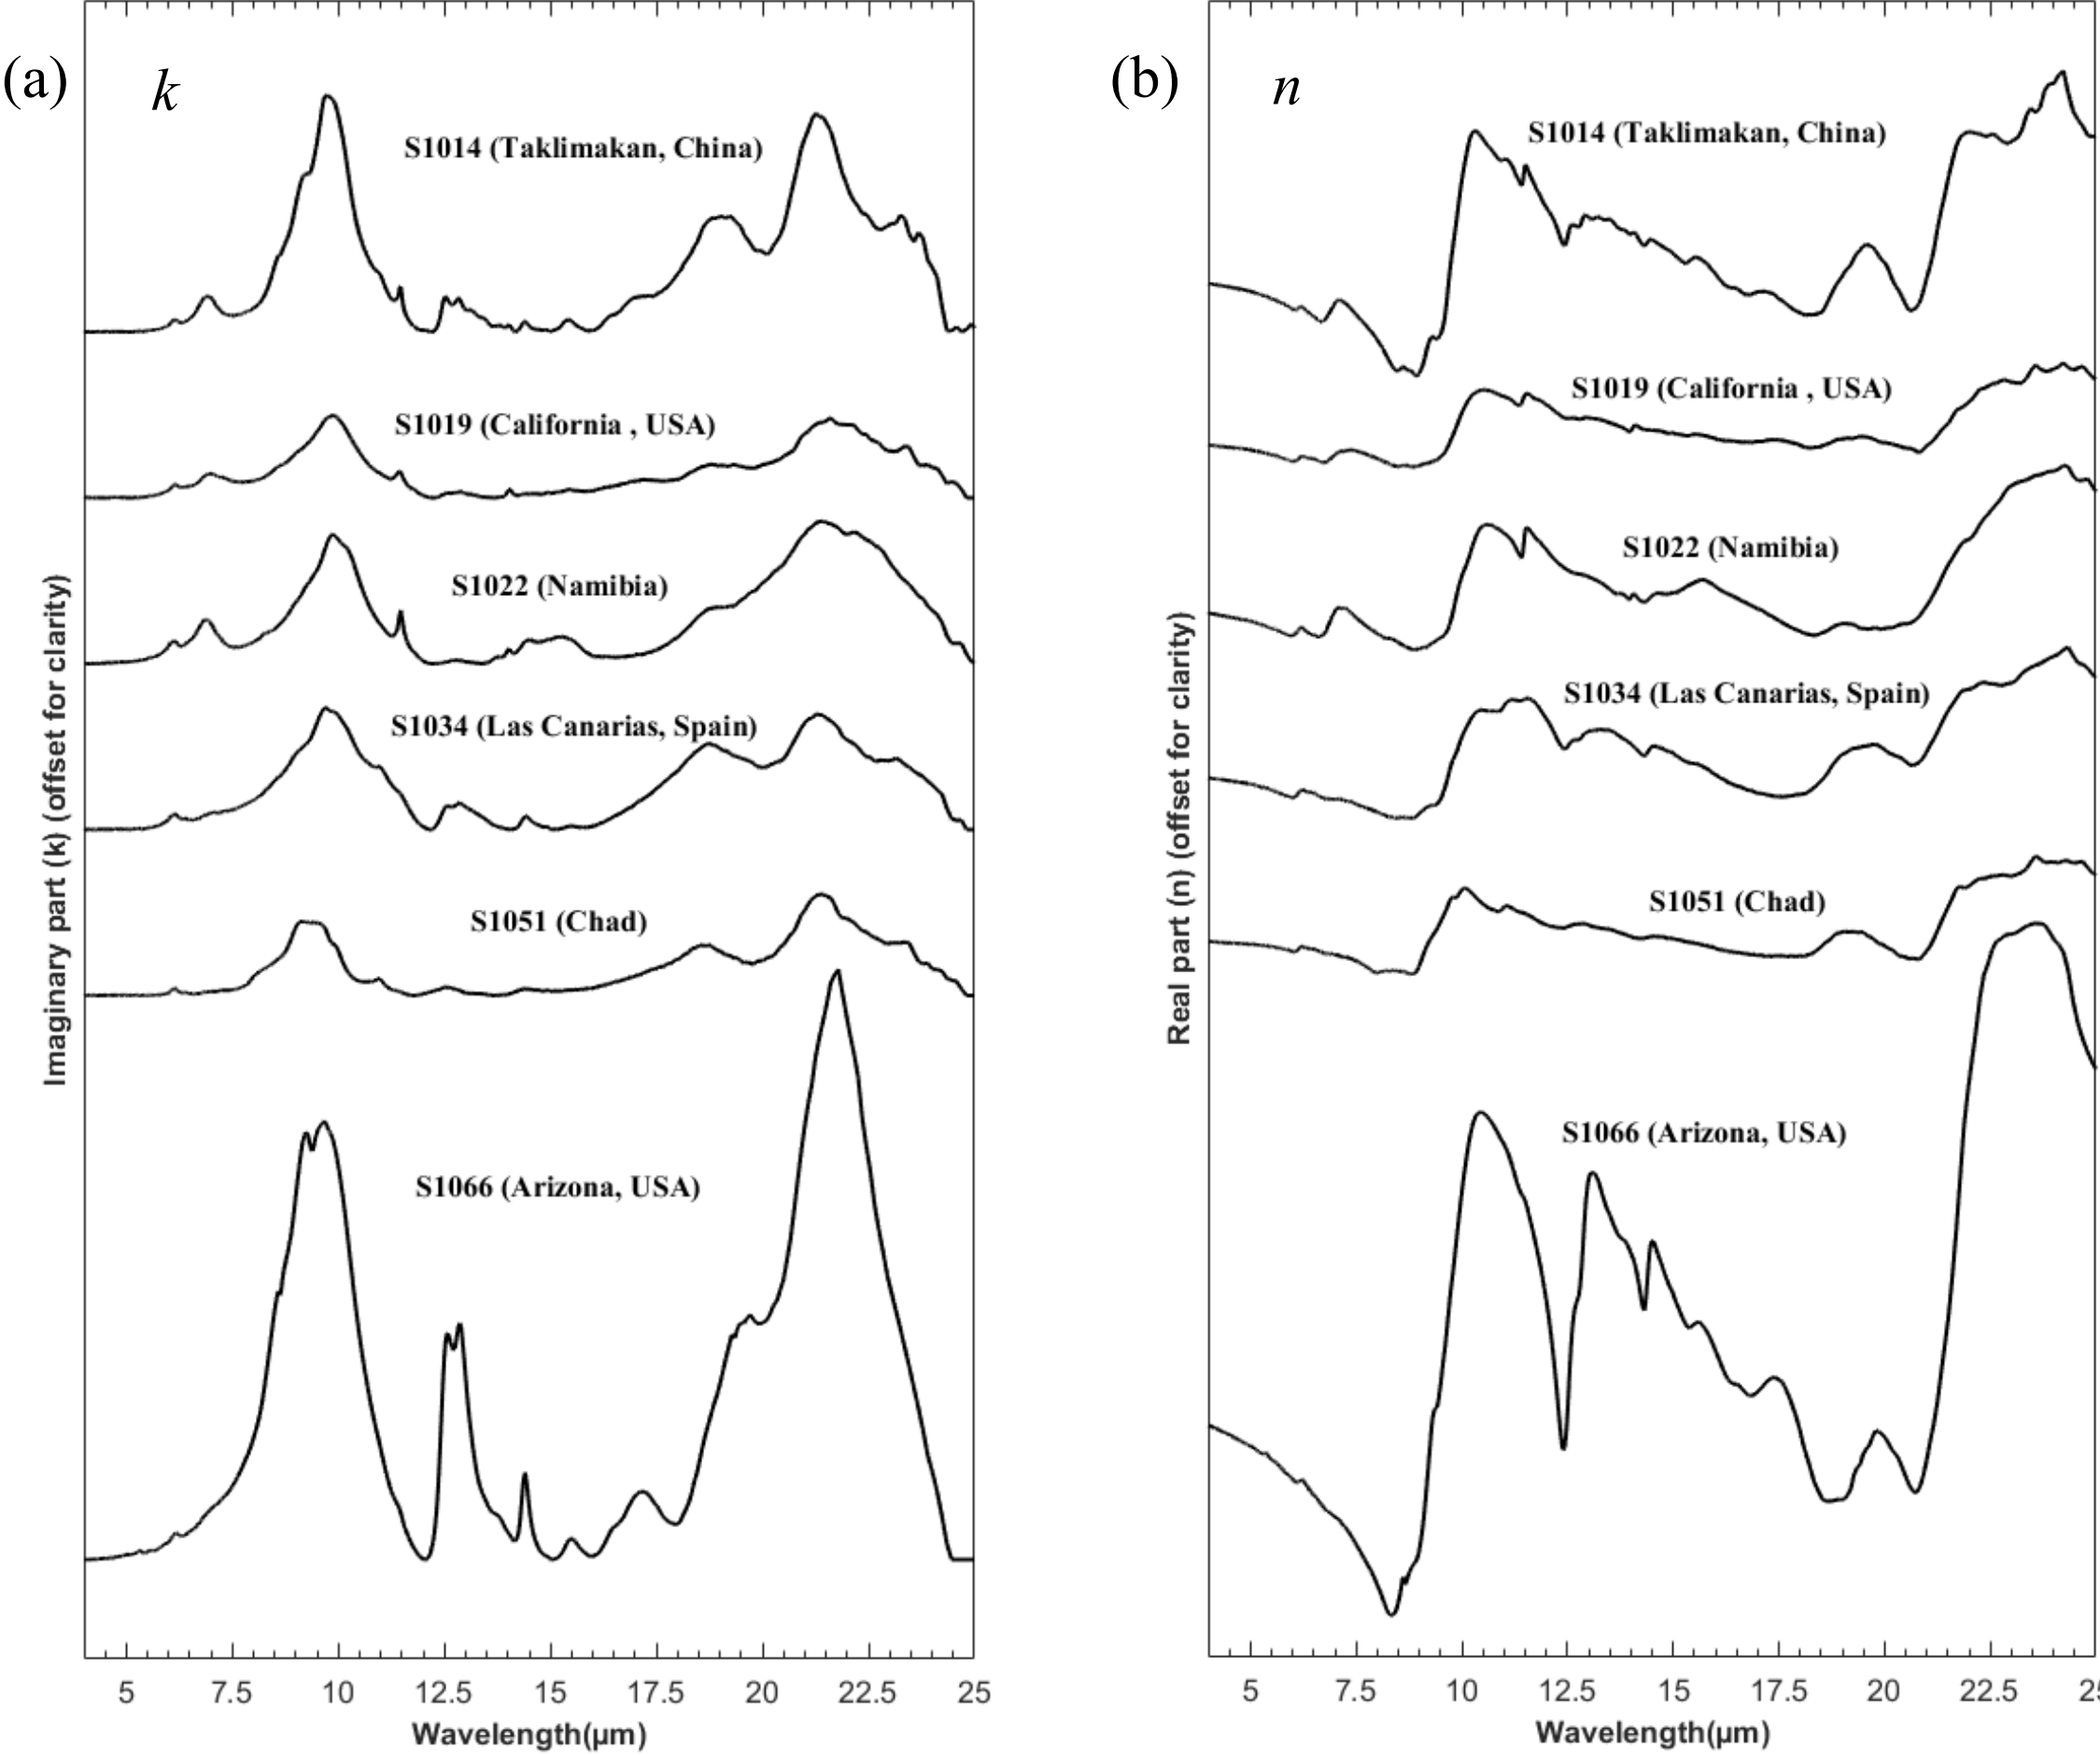 (a)
k
S1014 (Taklimakan, China)
S1019 (California , USA)
S1022 (Namibia)
S1034 (Las Canarias, Spain)
S1051 (Chad)
S1066 (Arizona, USA)
Imaginary part (k) (offset for clarity)
5 7.5 10 12.5 15 17.5 20 22.5 25
Wavelength(µm)
(b)
n
S1014 (Taklimakan, China)
S1019 (California , USA)
S1022 (Namibia)
S1034 (Las Canarias, Spain)
S1051 (Chad)
S1066 (Arizona, USA)
Real part (n) (offset for clarity)
5 7.5 10 12.5 15 17.5 20 22.5
Wavelength(µm)